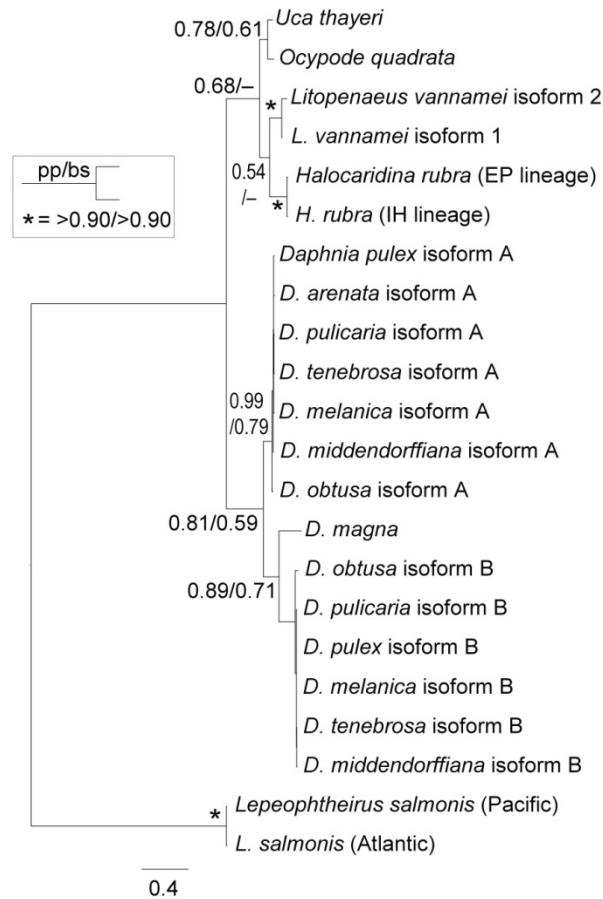 Uca thayeri
0.78/0.61
Ocypode quadrata
0.68/–
Litopenaeus vannamei isoform 2
*
L. vannamei isoform 1
pp/bs
*= >0.90/>0.90
0.54
/–
Halocaridina rubra (EP lineage)
*
H. rubra (IH lineage)
Daphnia pulex isoform A
D. arenata isoform A
D. pulicaria isoform A
D. tenebrosa isoform A
0.99
/0.79
D. melanica isoform A
D. middendorffiana isoform A
D. obtusa isoform A
0.81/0.59
D. magna
D. obtusa isoform B
0.89/0.71
D. pulicaria isoform B
D. pulex isoform B
D. melanica isoform B
D. tenebrosa isoform B
D. middendorffiana isoform B
*
Lepeophtheirus salmonis (Pacific)
L. salmonis (Atlantic)
0.4